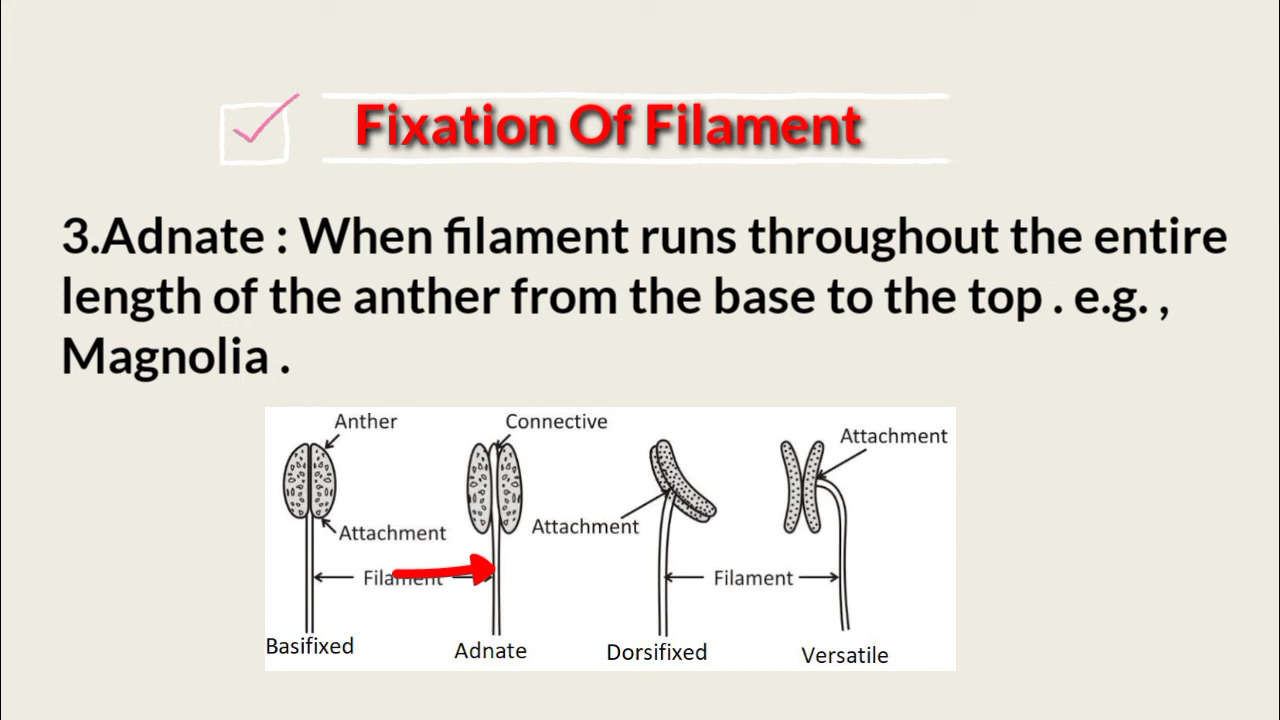 Fixation Of Filament
3.Adnate : When filament runs throughout the entire
length of the anther from the base to the top . e.g. ,
Magnolia .
Anther
Connective
Attachment
Attachment
Attachment
Filament
Filament
Basifixed
Adnate
Dorsifixed
Versatile